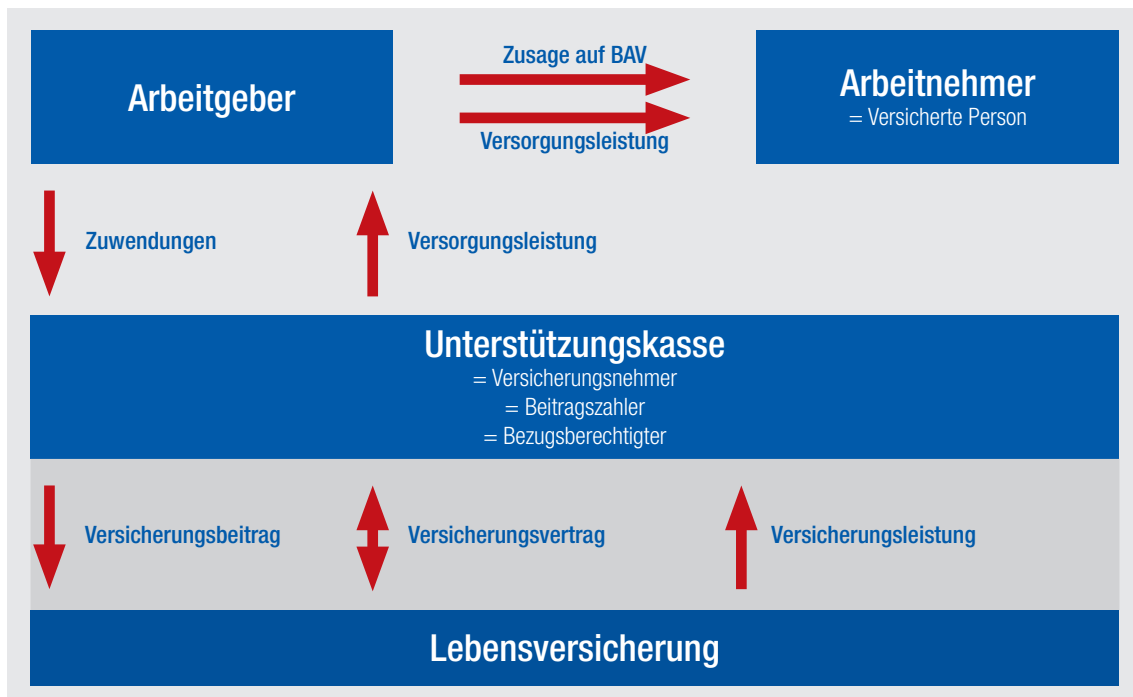 Arbeitgeber
Zusage auf BAV
Versorgungsleistung
Arbeitnehmer
= Versicherte Person
Zuwendungen
Versorgungsleistung
Unterstützungskasse
= Versicherungsnehmer
= Beitragszahler
= Bezugsberechtigter
Versicherungsbeitrag
Versicherungsvertrag
Versicherungsleistung
Lebensversicherung